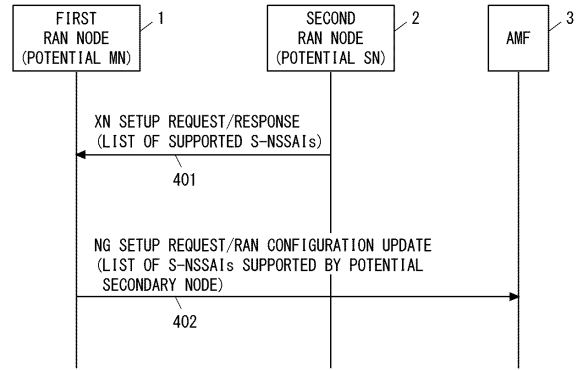 FIRST
RAN NODE
(POTENTIAL MN)
1
SECOND
RAN NODE
(POTENTIAL SN)
2
AMF
3
XN SETUP REQUEST/RESPONSE
(LIST OF SUPPORTED S-NSSAIs)
401
NG SETUP REQUEST/RAN CONFIGURATION UPDATE
(LIST OF S-NSSAIs SUPPORTED BY POTENTIAL
SECONDARY NODE)
402